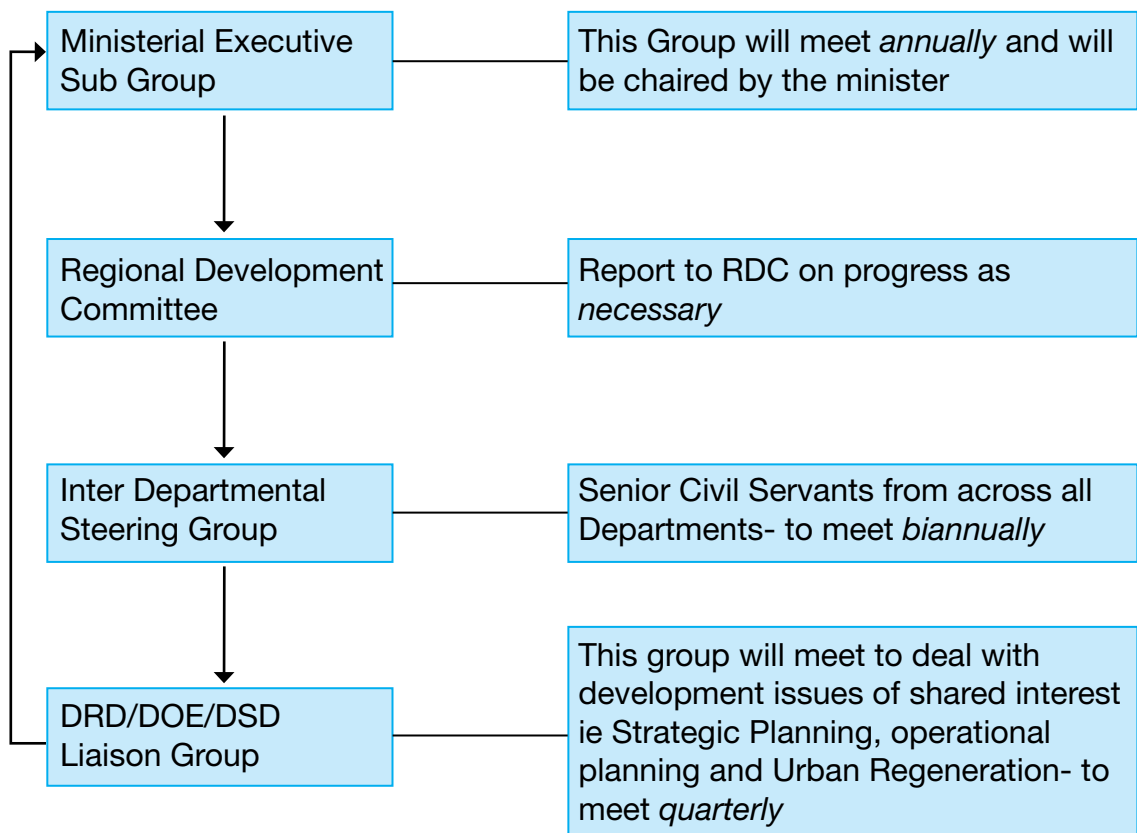 Ministerial Executive
Sub Group
This Group will meet annually and will
be chaired by the minister
Regional Development
Committee
Report to RDC on progress as
necessary
Inter Departmental
Steering Group
Senior Civil Servants from across all
Departments- to meet biannually
DRD/DOE/DSD
Liaison Group
This group will meet to deal with
development issues of shared interest
ie Strategic Planning, operational
planning and Urban Regeneration- to
meet quarterly